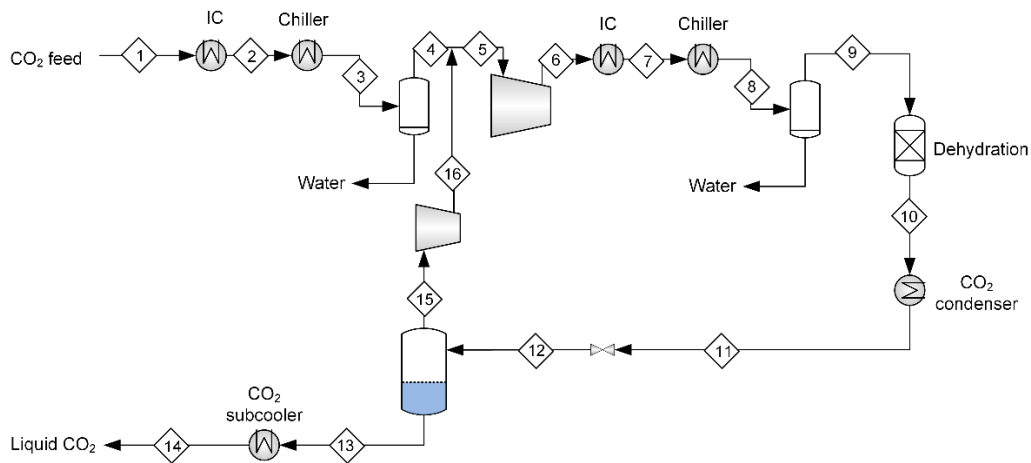 IC
Chiller
CO₂ feed
1
2
3
4
5
6
IC
7
Chiller
8
9
Water
16
Water
Dehydration
10
15
CO₂
condenser
12
11
CO₂
subcooler
Liquid CO₂
14
13